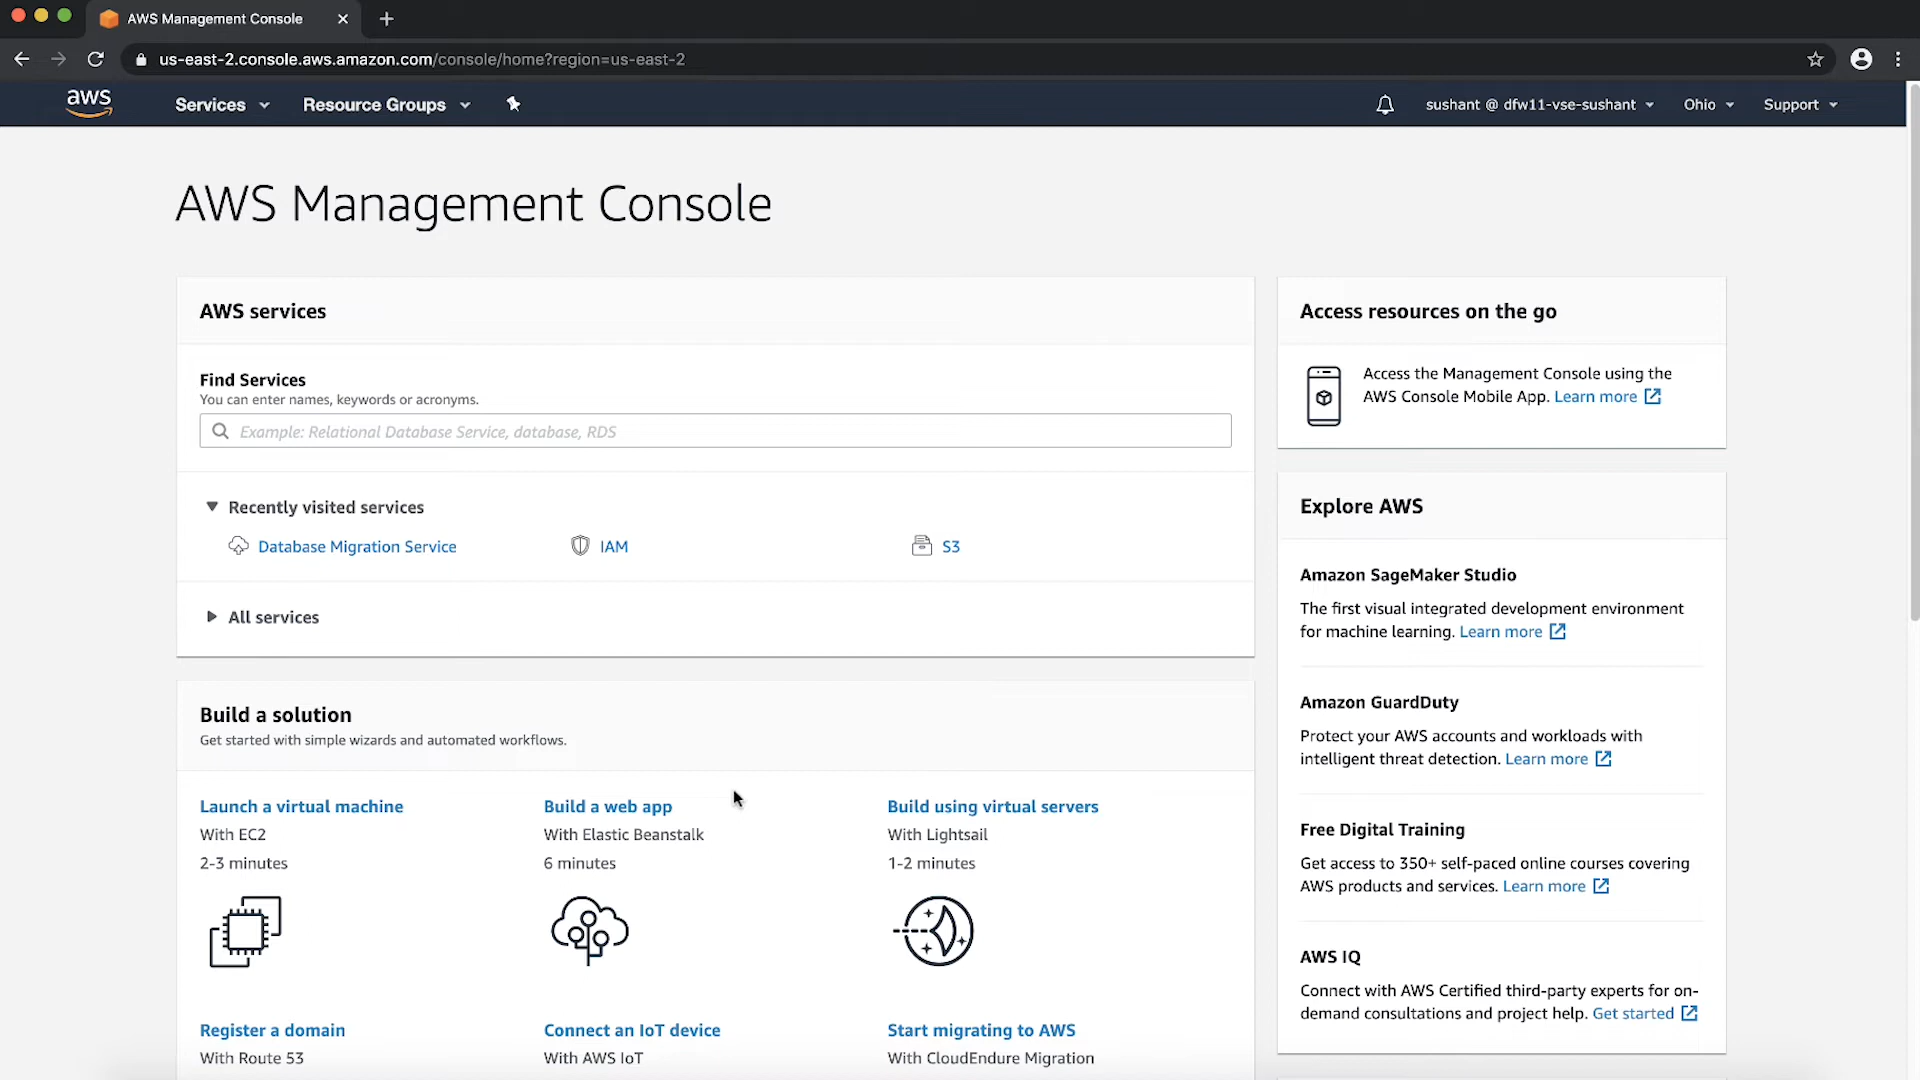 AWS Management Console
us-east-2.console.aws.amazon.com/console/home?region=us-east-2
aws
Services
Resource Groups
sushant @ dfw11-vse-sushant
Ohio
Support
AWS Management Console
AWS services
Find Services
You can enter names, keywords or acronyms.
Example: Relational Database Service, database, RDS
Recently visited services
Database Migration Service
IAM
S3
All services
Build a solution
Get started with simple wizards and automated workflows.
Launch a virtual machine
With EC2
2-3 minutes
Build a web app
With Elastic Beanstalk
6 minutes
Build using virtual servers
With Lightsail
1-2 minutes
Register a domain
With Route 53
Connect an IoT device
With AWS IoT
Start migrating to AWS
With CloudEndure Migration
Access resources on the go
Access the Management Console using the
AWS Console Mobile App. Learn more
Explore AWS
Amazon SageMaker Studio
The first visual integrated development environment
for machine learning. Learn more
Amazon GuardDuty
Protect your AWS accounts and workloads with
intelligent threat detection. Learn more
Free Digital Training
Get access to 350+ self-paced online courses covering
AWS products and services. Learn more
AWS IQ
Connect with AWS Certified third-party experts for on-
demand consultations and project help. Get started